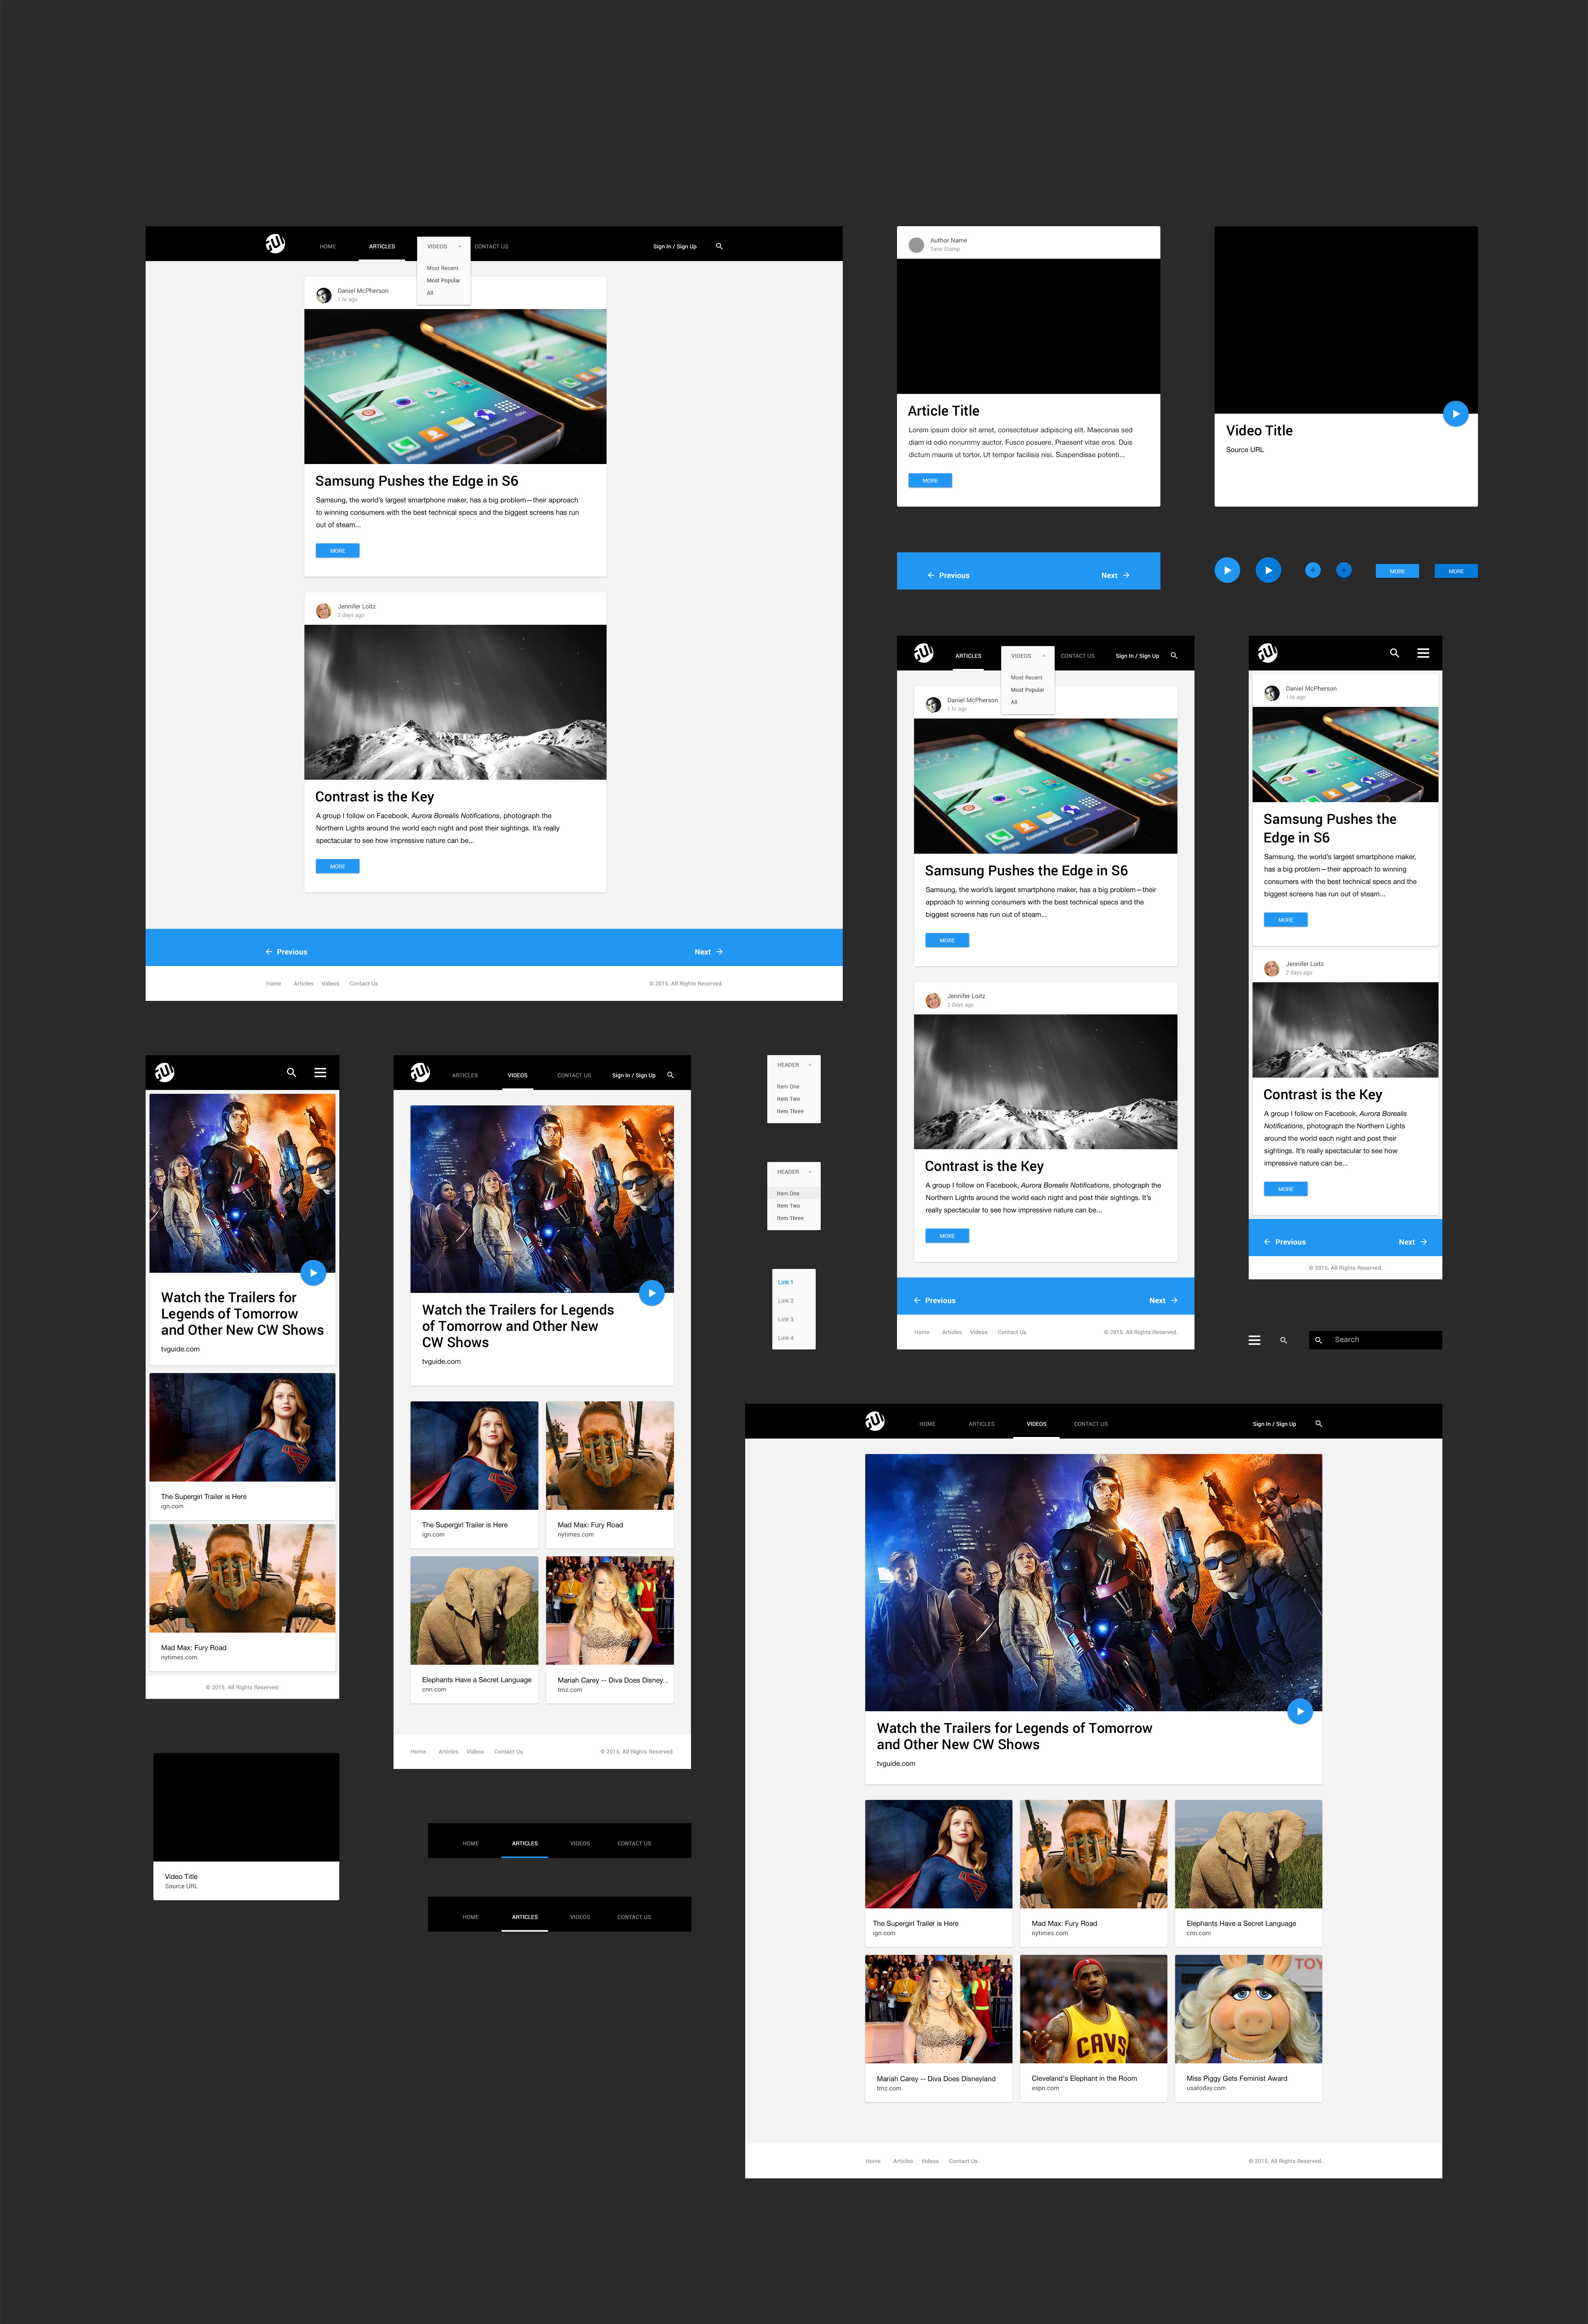 HOME ARTICLES VIDEOS CONTACT US Sign In / Sign Up
Most Recent
Most Popular
All
Daniel McPherson
1 hr ago
Samsung Pushes the Edge in S6
Samsung, the world's largest smartphone maker, has a big problem—their approach
to winning consumers with the best technical specs and the biggest screens has run
out of steam...
MORE
Jennifer Loitz
2 days ago
Contrast is the Key
A group I follow on Facebook, Aurora Borealis Notifications, photograph the
Northern Lights around the world each night and post their sightings. It's really
spectacular to see how impressive nature can be...
MORE
Previous Next
Home Articles Videos Contact Us © 2015. All Rights Reserved.
Author Name
Time Stamp
Article Title
Lorem ipsum dolor sit amet, consectetuer adipiscing elit. Maecenas sed
diam id odio nonummy auctor. Fusce posuere. Praesent vitae eros. Duis
dictum mauris ut tortor. Ut tempor facilisis nisi. Suspendisse potenti...
MORE
Video Title
Source URL
Previous Next
MORE MORE
ARTICLES VIDEOS CONTACT US Sign In / Sign Up
Most Recent
Most Popular
All
Daniel McPherson
1 hr ago
Samsung Pushes the Edge in S6
Samsung, the world's largest smartphone maker, has a big problem—their
approach to winning consumers with the best technical specs and the
biggest screens has run out of steam...
MORE
Jennifer Loitz
2 days ago
Contrast is the Key
A group I follow on Facebook, Aurora Borealis Notifications, photograph the
Northern Lights around the world each night and post their sightings. It's
really spectacular to see how impressive nature can be...
MORE
Previous Next
Home Articles Videos Contact Us © 2015. All Rights Reserved.
Daniel McPherson
1 hr ago
Samsung Pushes the
Edge in S6
Samsung, the world's largest smartphone maker,
has a big problem—their approach to winning
consumers with the best technical specs and the
biggest screens has run out of steam...
MORE
Jennifer Loitz
2 days ago
Contrast is the Key
A group I follow on Facebook, Aurora Borealis
Notifications, photograph the Northern Lights
around the world each night and post their
sightings. It's really spectacular to see how
impressive nature can be...
MORE
Previous Next
© 2015. All Rights Reserved.
Search
Watch the Trailers for
Legends of Tomorrow
and Other New CW Shows
tvguide.com
The Supergirl Trailer is Here
ign.com
Mad Max: Fury Road
nytimes.com
© 2015. All Rights Reserved.
ARTICLES VIDEOS CONTACT US Sign In / Sign Up
Watch the Trailers for Legends
of Tomorrow and Other New
CW Shows
tvguide.com
The Supergirl Trailer is Here
ign.com
Mad Max: Fury Road
nytimes.com
Elephants Have a Secret Language
cnn.com
Mariah Carey -- Diva Does Disney...
tmz.com
Home Articles Videos Contact Us © 2015. All Rights Reserved.
HEADER
Item One
Item Two
Item Three
HEADER
Item One
Item Two
Item Three
Link 1
Link 2
Link 3
Link 4
Video Title
Source URL
HOME ARTICLES VIDEOS CONTACT US
HOME ARTICLES VIDEOS CONTACT US
HOME ARTICLES VIDEOS CONTACT US Sign In / Sign Up
Watch the Trailers for Legends of Tomorrow
and Other New CW Shows
tvguide.com
The Supergirl Trailer is Here
ign.com
Mad Max: Fury Road
nytimes.com
Elephants Have a Secret Language
cnn.com
Mariah Carey -- Diva Does Disneyland
tmz.com
CAVS
Cleveland's Elephant in the Room
espn.com
TOY
Miss Piggy Gets Feminist Award
usatoday.com
Home Articles Videos Contact Us © 2015. All Rights Reserved.